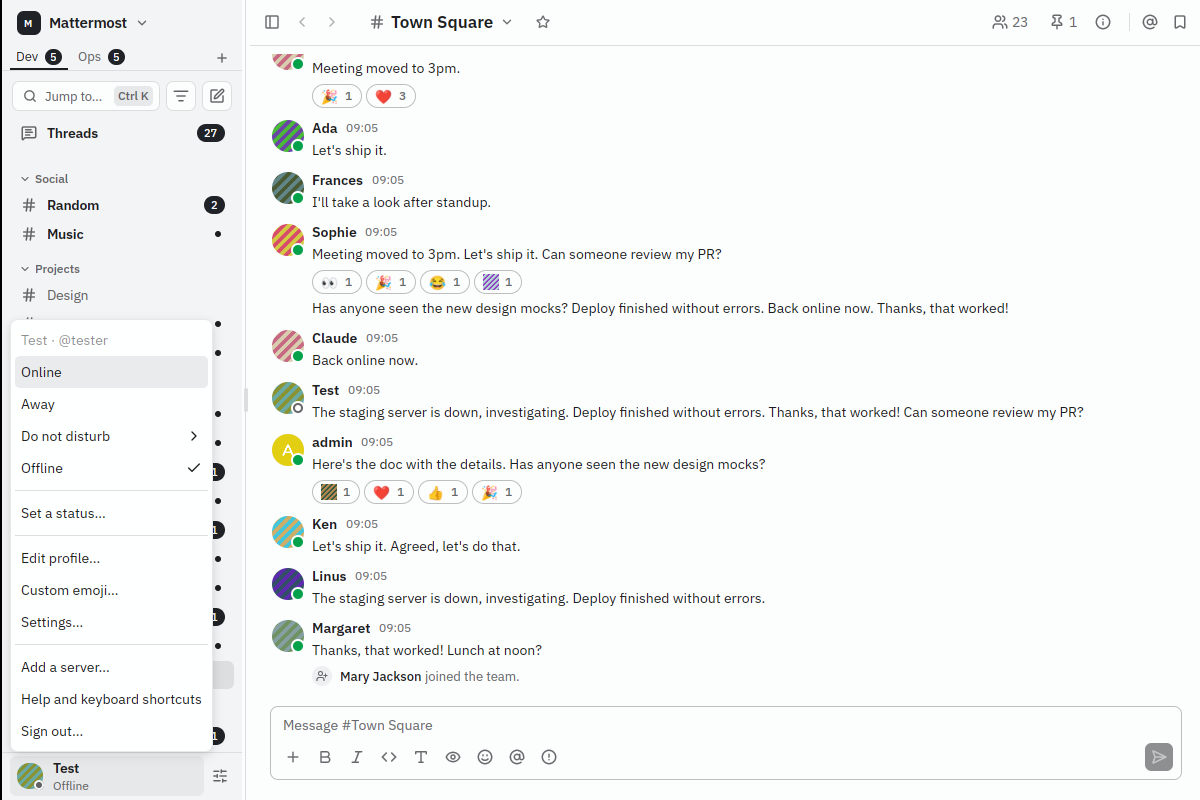 M Mattermost
Dev 5 Ops 5
Jump to... Ctrl K
Threads 27
Social
Random 2
Music
Projects
Design
Test · @tester
Online
Away
Do not disturb
Offline
Set a status...
Edit profile...
Custom emoji...
Settings...
Add a server...
Help and keyboard shortcuts
Sign out...
1
1
1
1
Test
Offline
# Town Square
23
1
Meeting moved to 3pm.
1 3
Ada 09:05
Let's ship it.
Frances 09:05
I'll take a look after standup.
Sophie 09:05
Meeting moved to 3pm. Let's ship it. Can someone review my PR?
1 1 1 1
Has anyone seen the new design mocks? Deploy finished without errors. Back online now. Thanks, that worked!
Claude 09:05
Back online now.
Test 09:05
The staging server is down, investigating. Deploy finished without errors. Thanks, that worked! Can someone review my PR?
A admin 09:05
Here's the doc with the details. Has anyone seen the new design mocks?
1 1 1 1
Ken 09:05
Let's ship it. Agreed, let's do that.
Linus 09:05
The staging server is down, investigating. Deploy finished without errors.
Margaret 09:05
Thanks, that worked! Lunch at noon?
Mary Jackson joined the team.
Message #Town Square